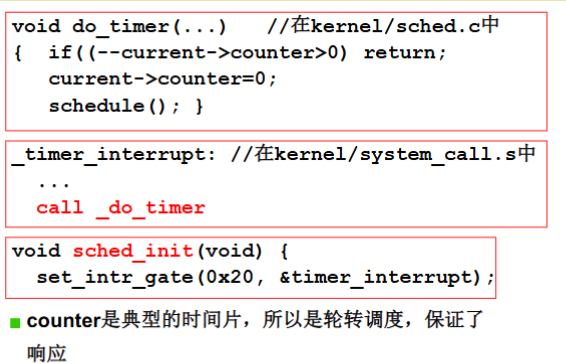 void do_timer(...) //在kernel/sched.c中
{ if((--current->counter>0) return;
current->counter=0;
schedule(); }
_timer_interrupt: //在kernel/system_call.s中
...
call _do_timer
void sched_init(void) {
set_intr_gate(0x20, &timer_interrupt);
counter是典型的时间片，所以是轮转调度，保证了
响应